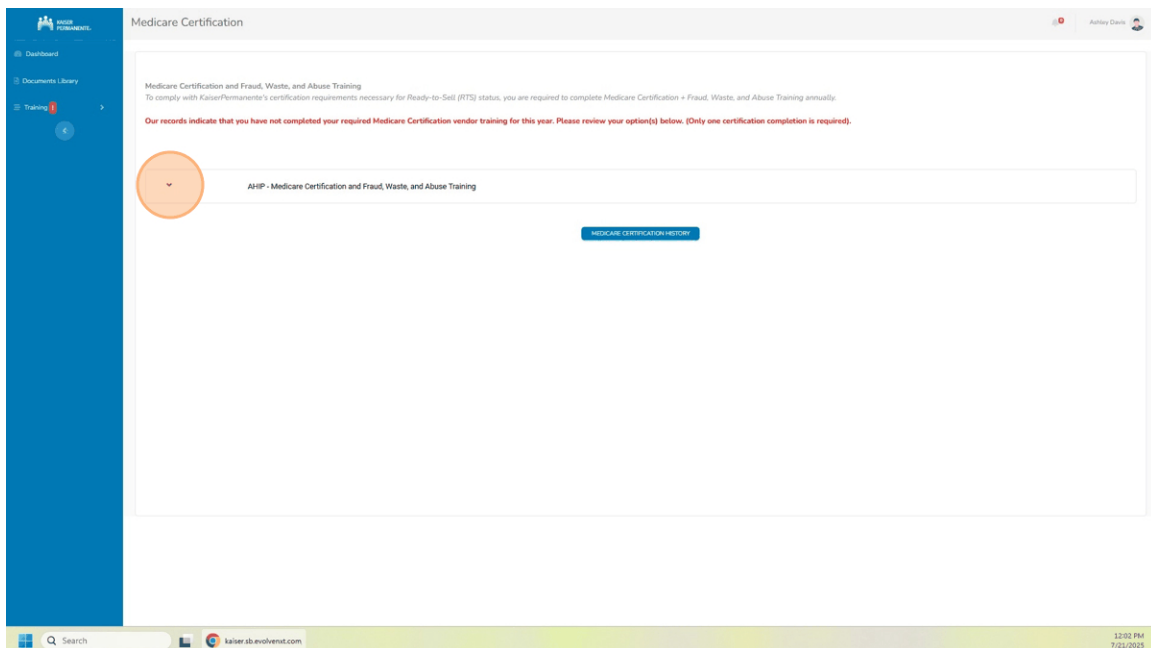 KAISER
PERMANENTE.
Medicare Certification
Ashley Davis
Dashboard
Documents Library
Training
Medicare Certification and Fraud, Waste, and Abuse Training
To comply with KaiserPermanente's certification requirements necessary for Ready-to-Sell (RTS) status, you are required to complete Medicare Certification + Fraud, Waste, and Abuse Training annually.
Our records indicate that you have not completed your required Medicare Certification vendor training for this year. Please review your option(s) below. (Only one certification completion is required).
AHIP - Medicare Certification and Fraud, Waste, and Abuse Training
MEDICARE CERTIFICATION HISTORY
Search
kaiser.sb.evolvenxt.com
12:02 PM
7/21/2025